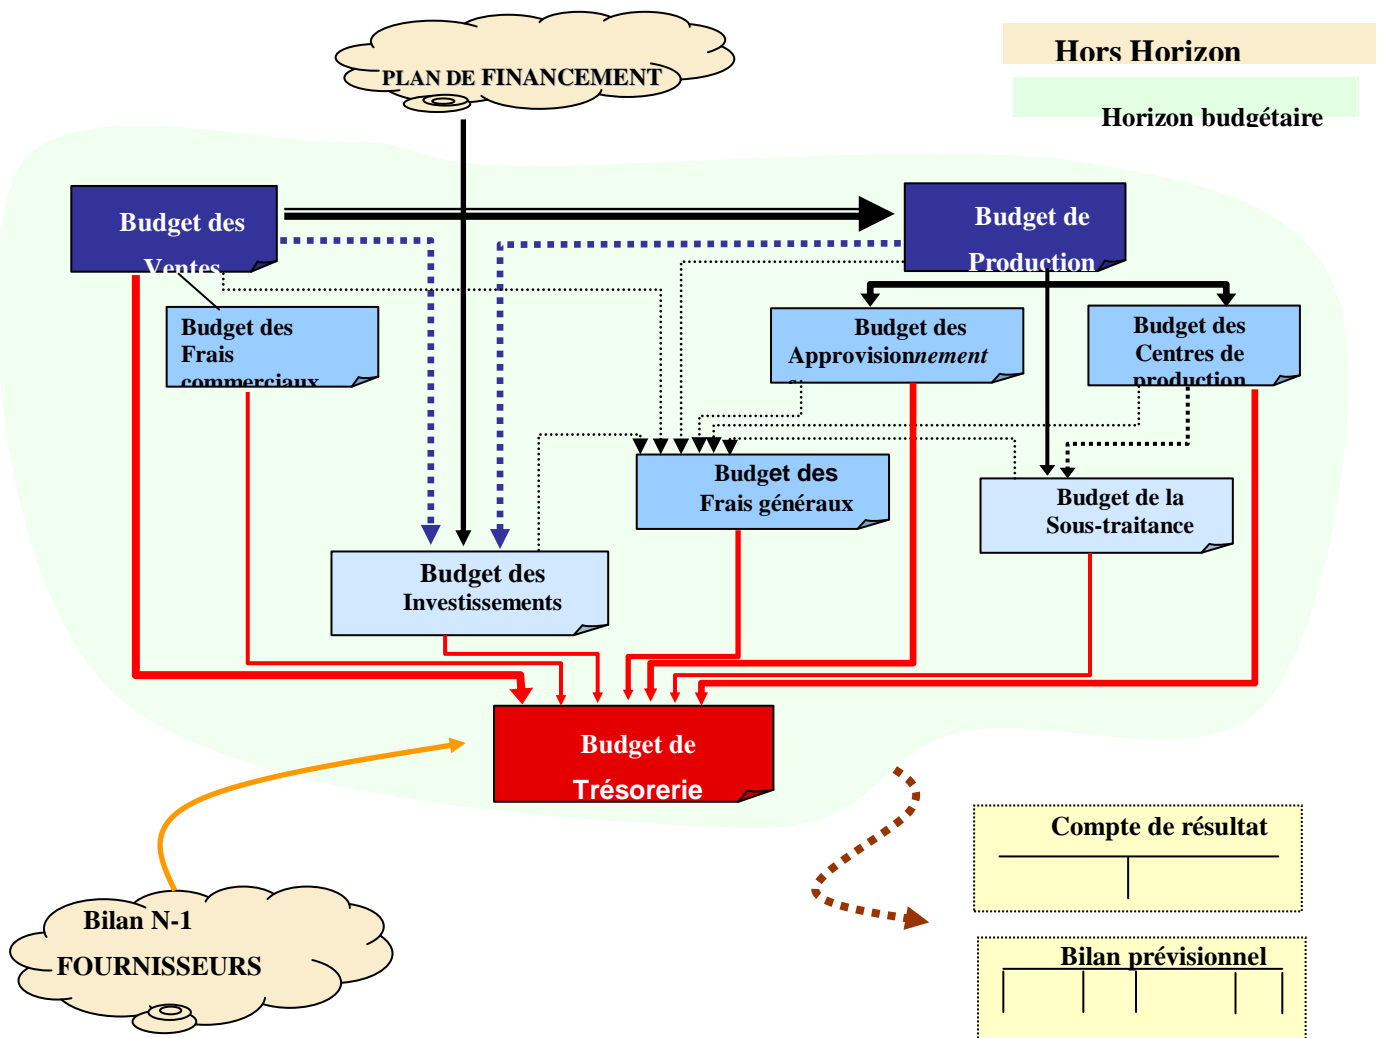 PLAN DE FINANCEMENT
Hors Horizon
Horizon budgétaire
Budget des
Ventes
Budget de
Production
Budget des
Frais
commerciaux
Budget des
Approvisionnement
Budget des
Centres de
production
Budget des
Frais généraux
Budget de la
Sous-traitance
Budget des
Investissements
Budget de
Trésorerie
Compte de résultat
Bilan prévisionnel
Bilan N-1
FOURNISSEURS